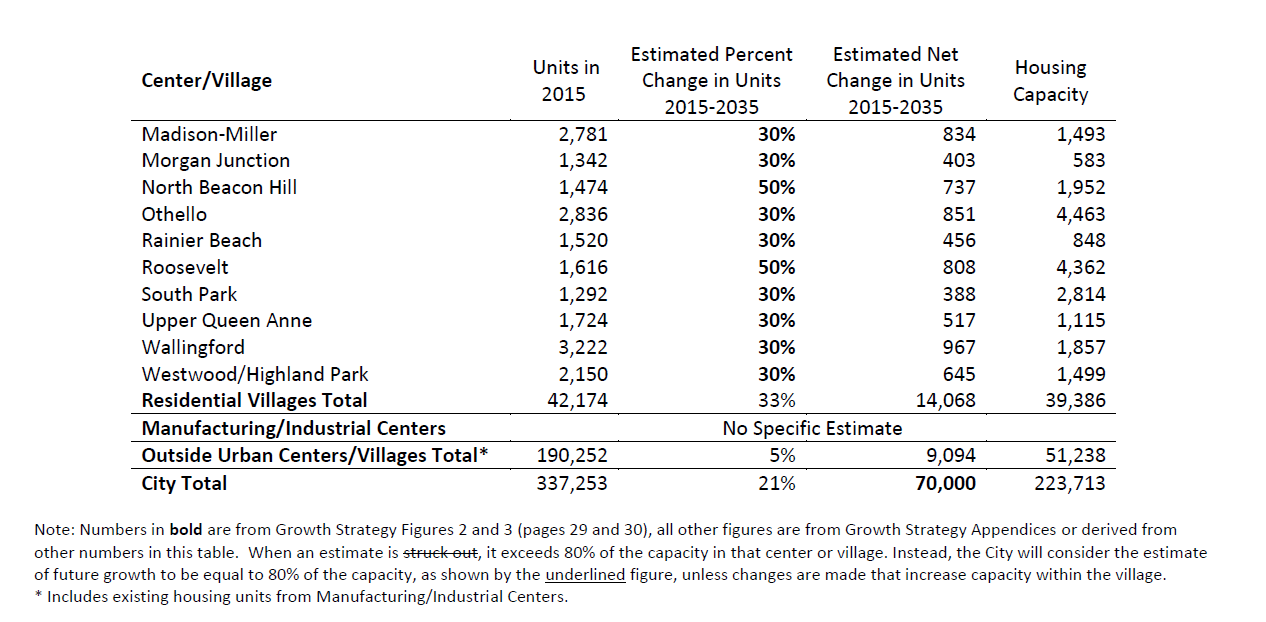 Center/Village Units in 2015 Estimated Percent Change in Units 2015-2035 Estimated Net Change in Units 2015-2035 Housing Capacity
Madison-Miller 2,781 30% 834 1,493
Morgan Junction 1,342 30% 403 583
North Beacon Hill 1,474 50% 737 1,952
Othello 2,836 30% 851 4,463
Rainier Beach 1,520 30% 456 848
Roosevelt 1,616 50% 808 4,362
South Park 1,292 30% 388 2,814
Upper Queen Anne 1,724 30% 517 1,115
Wallingford 3,222 30% 967 1,857
Westwood/Highland Park 2,150 30% 645 1,499
Residential Villages Total 42,174 33% 14,068 39,386
Manufacturing/Industrial Centers No Specific Estimate
Outside Urban Centers/Villages Total* 190,252 5% 9,094 51,238
City Total 337,253 21% 70,000 223,713
Note: Numbers in bold are from Growth Strategy Figures 2 and 3 (pages 29 and 30), all other figures are from Growth Strategy Appendices or derived from
other numbers in this table. When an estimate is struck out, it exceeds 80% of the capacity in that center or village. Instead, the City will consider the estimate
of future growth to be equal to 80% of the capacity, as shown by the underlined figure, unless changes are made that increase capacity within the village.
* Includes existing housing units from Manufacturing/Industrial Centers.